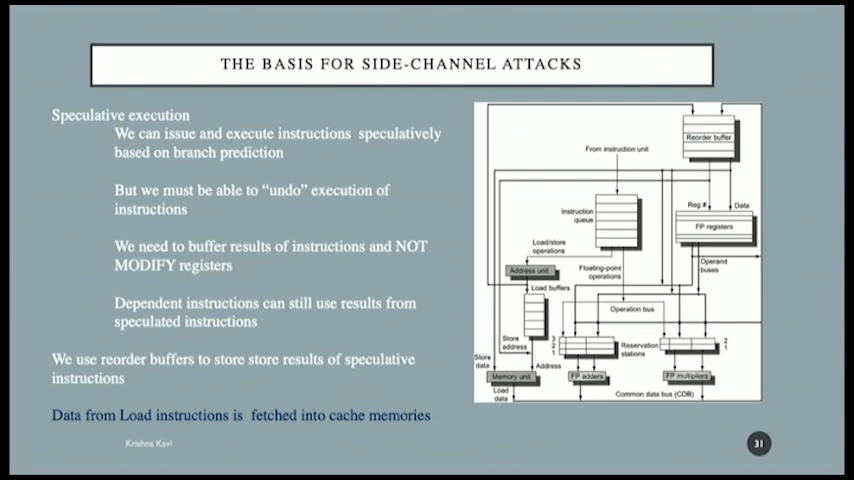 THE BASIS FOR SIDE-CHANNEL ATTACKS
Speculative execution
We can issue and execute instructions speculatively
based on branch prediction
But we must be able to “undo” execution of
instructions
We need to buffer results of instructions and NOT
MODIFY registers
Dependent instructions can still use results from
speculated instructions
We use reorder buffers to store store results of speculative
instructions
Data from Load instructions is fetched into cache memories
Reorder buffer
From instruction unit
Reg #
Data
Instruction
queue
FP registers
Load/store
operations
Address unit
Floating-point
operations
Operand
buses
Load buffers
Operation bus
Store
address
3
2
1
Reservation
stations
2
1
Store
data
Address
Memory unit
FP adders
FP multipliers
Load
data
Common data bus (CDB)
Krishna Kavi
31